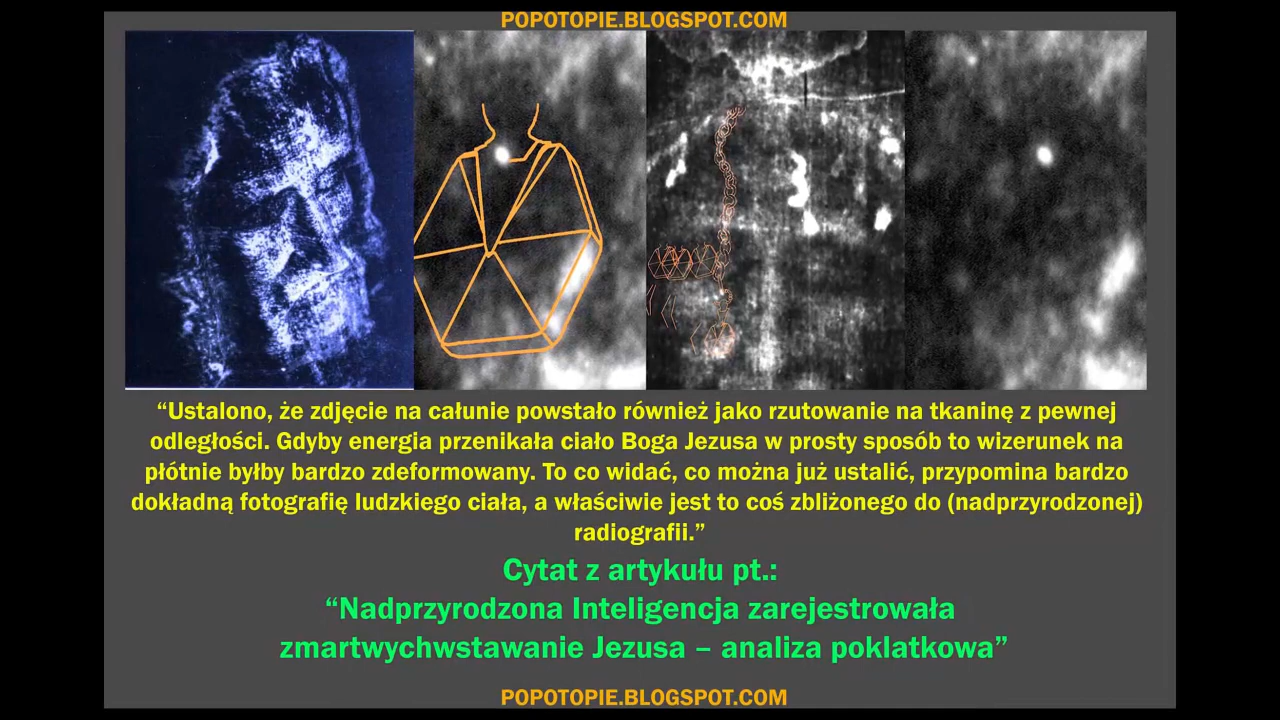 POPOTOPIE.BLOGSPOT.COM
“Ustalono, że zdjęcie na całunie powstało również jako rzutowanie na tkaninę z pewnej
odległości. Gdyby energia przenikała ciało Boga Jezusa w prosty sposób to wizerunek na
płótnie byłby bardzo zdeformowany. To co widać, co można już ustalić, przypomina bardzo
dokładną fotografię ludzkiego ciała, a właściwie jest to coś zbliżonego do (nadprzyrodzonej)
radiografii.”
Cytat z artykułu pt.:
“Nadprzyrodzona Inteligencja zarejestrowała
zmartwychwstawanie Jezusa – analiza poklatkowa”
POPOTOPIE.BLOGSPOT.COM